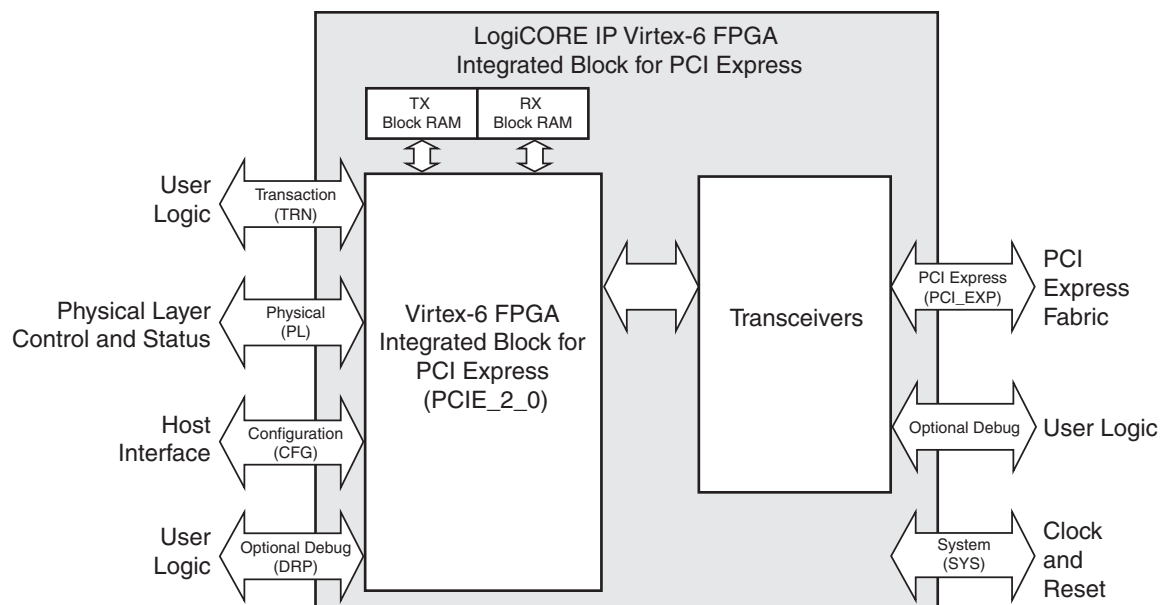 LogiCORE IP Virtex-6 FPGA
Integrated Block for PCI Express
TX
Block RAM
RX
Block RAM
User
Logic
Transaction
(TRN)
Physical Layer
Control and Status
Physical
(PL)
Host
Interface
Configuration
(CFG)
User
Logic
Optional Debug
(DRP)
Virtex-6 FPGA
Integrated Block for
PCI Express
(PCIE_2_0)
Transceivers
PCI Express
(PCI_EXP)
PCI
Express
Fabric
Optional Debug
User Logic
System
(SYS)
Clock
and
Reset